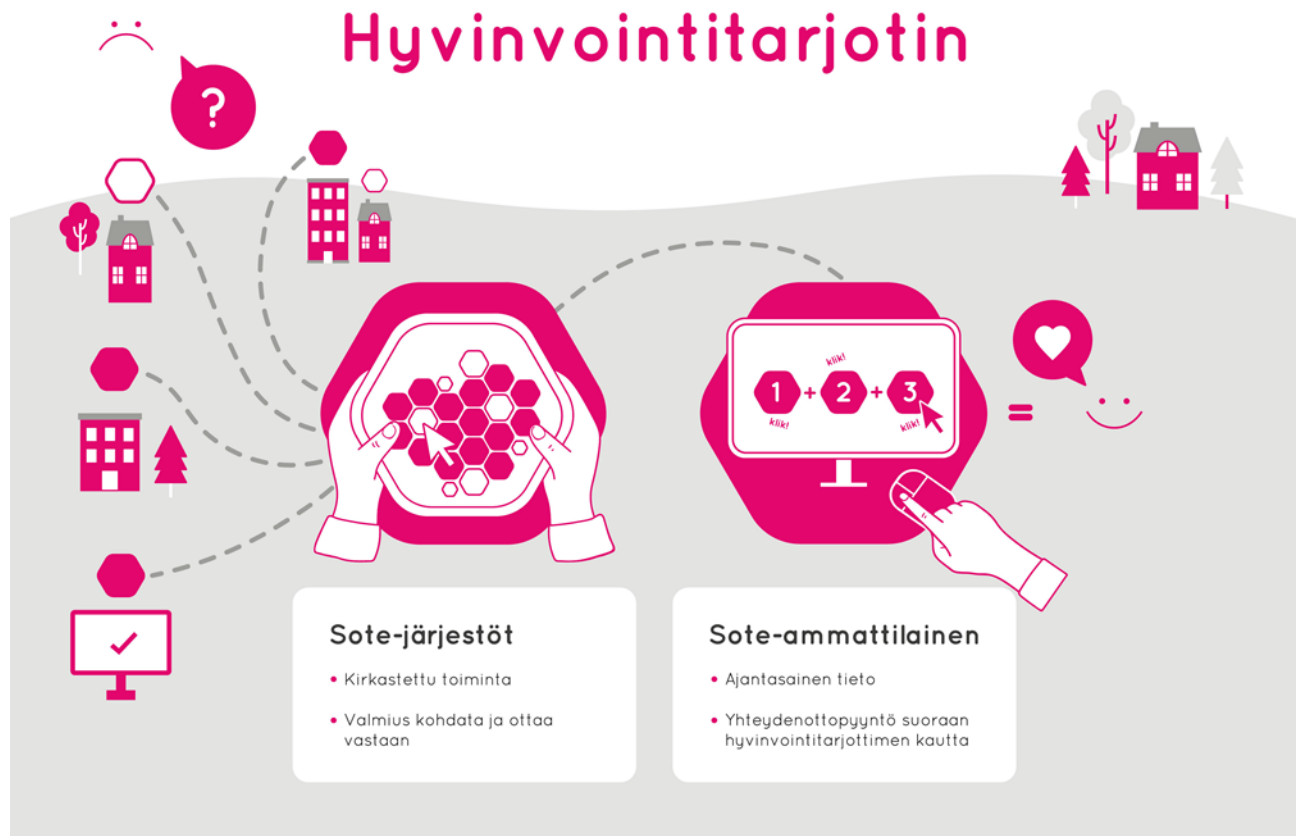 Hyvinvointitarjotin
?
klik!
1 + 2 + 3
klik!
klik!
=
Sote-järjestöt
• Kirkastettu toiminta
• Valmius kohdata ja ottaa
vastaan
Sote-ammattilainen
• Ajantasainen tieto
• Yhteydenottopyyntö suoraan
hyvinvointitarjottimen kautta